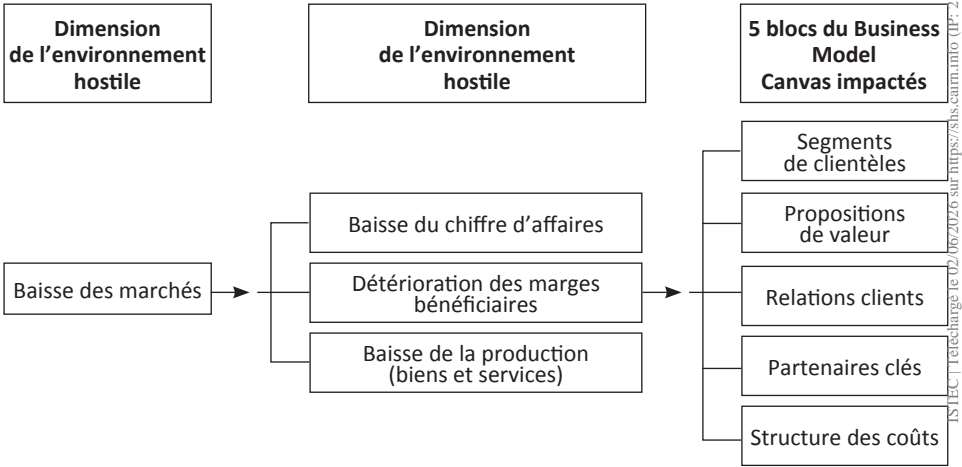 Dimension
de l’environnement
hostile
Dimension
de l’environnement
hostile
5 blocs du Business
Model
Canvas impactés
Baisse des marchés
Baisse du chiffre d’affaires
Détérioration des marges
bénéficiaires
Baisse de la production
(biens et services)
Segments
de clientèles
Propositions
de valeur
Relations clients
Partenaires clés
Structure des coûts
ISTEC | Téléchargé le 02/06/2026 sur https://shs.cairn.info (IP: 2